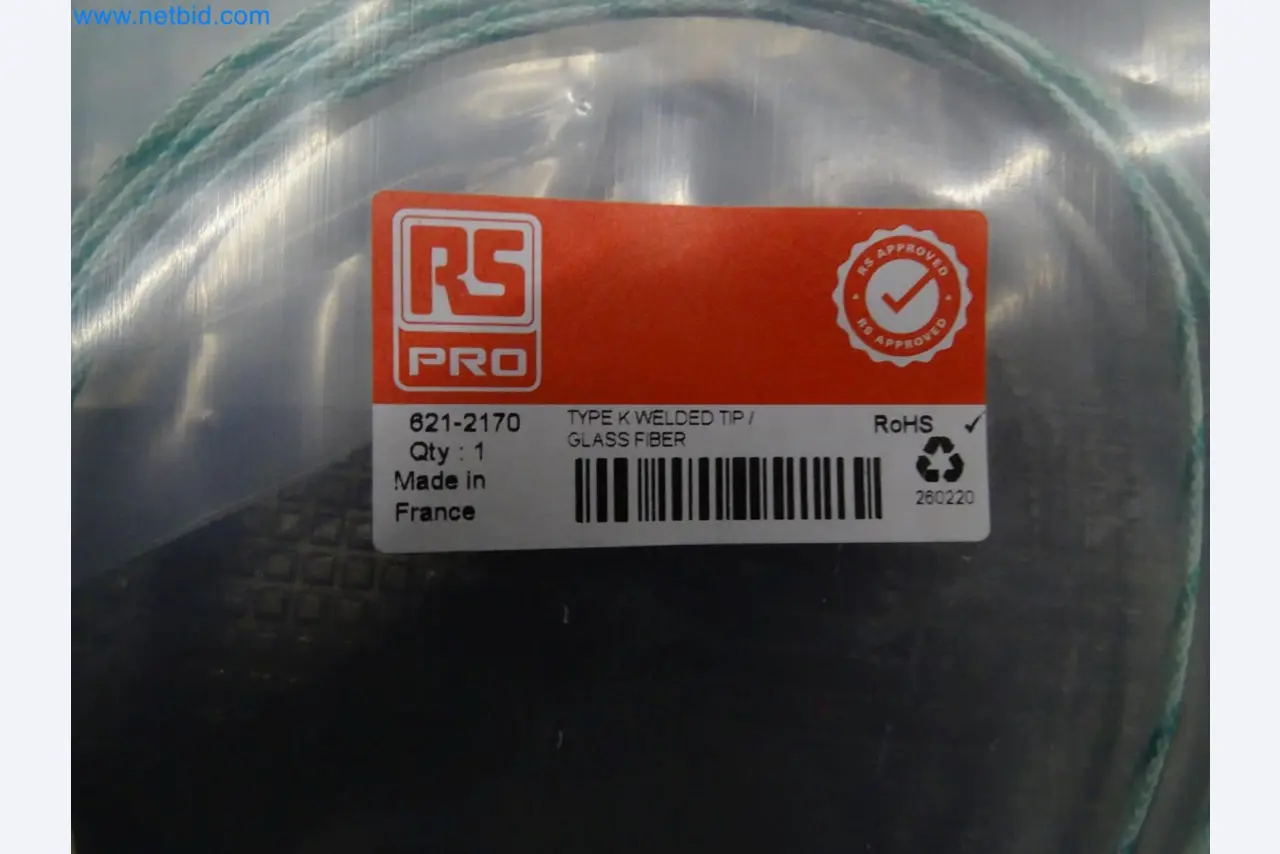 www.netbid.com
RS
PRO
RS APPROVED
RS APPROVED
621-2170
Qty : 1
Made in
France
TYPE K WELDED TIP /
GLASS FIBER
RoHS ✓
260220